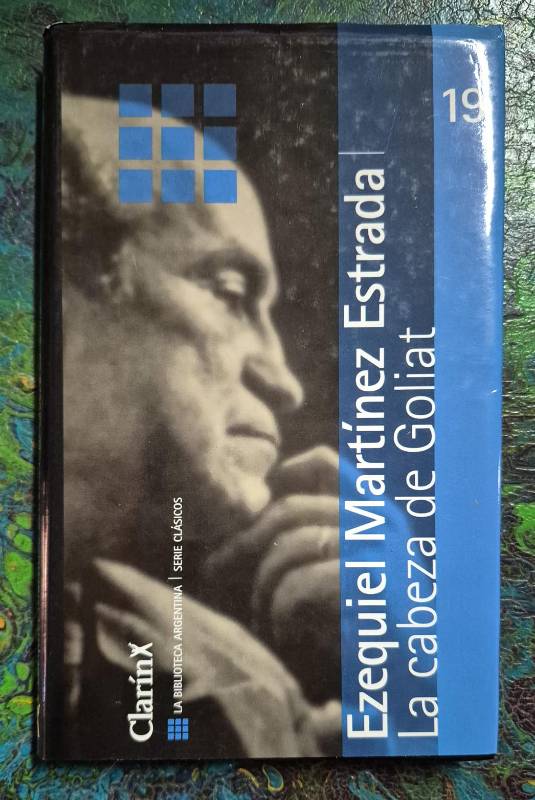 19
Ezequiel Martínez Estrada
La cabeza de Goliat
Clarín
LA BIBLIOTECA ARGENTINA | SERIE CLÁSICOS